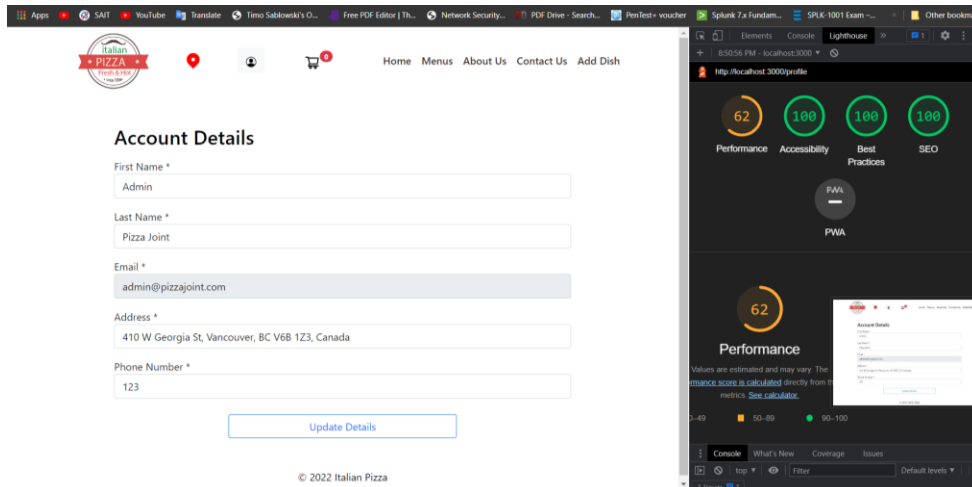 Apps SAIT YouTube Translate Timo Sablowski's O... Free PDF Editor | Th... Network Security... PDF Drive - Search... PenTest+ voucher Splunk 7.x Fundam... SPLK-1001 Exam –... » Other bookm
italian
PIZZA
Fresh & Hot
0
Home Menus About Us Contact Us Add Dish
Account Details
First Name *
Admin
Last Name *
Pizza Joint
Email *
admin@pizzajoint.com
Address *
410 W Georgia St, Vancouver, BC V6B 1Z3, Canada
Phone Number *
123
Update Details
© 2022 Italian Pizza
Elements Console Lighthouse » 1
+ 8:50:56 PM - localhost:3000
http://localhost:3000/profile
62 100 100 100
Performance Accessibility Best Practices SEO
PWA
PWA
62
Performance
Values are estimated and may vary. The
rmance score is calculated directly from th
metrics. See calculator.
0–49 50–89 90–100
Account Details
Console What's New Coverage Issues
top Filter Default levels